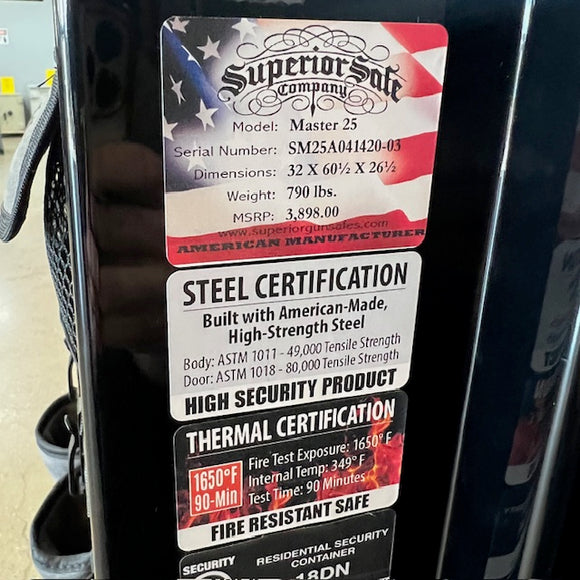 Superior Safe
Company
Model: Master 25
Serial Number: SM25A041420-03
Dimensions: 32 X 60½ X 26½
Weight: 790 lbs.
MSRP: 3,898.00
www.superiorgunsales.com
AMERICAN MANUFACTURER
STEEL CERTIFICATION
Built with American-Made,
High-Strength Steel
Body: ASTM 1011 - 49,000 Tensile Strength
Door: ASTM 1018 - 80,000 Tensile Strength
HIGH SECURITY PRODUCT
THERMAL CERTIFICATION
1650°F
90-Min
Fire Test Exposure: 1650° F
Internal Temp: 349° F
Test Time: 90 Minutes
FIRE RESISTANT SAFE
SECURITY
RESIDENTIAL SECURITY
CONTAINER
18DN